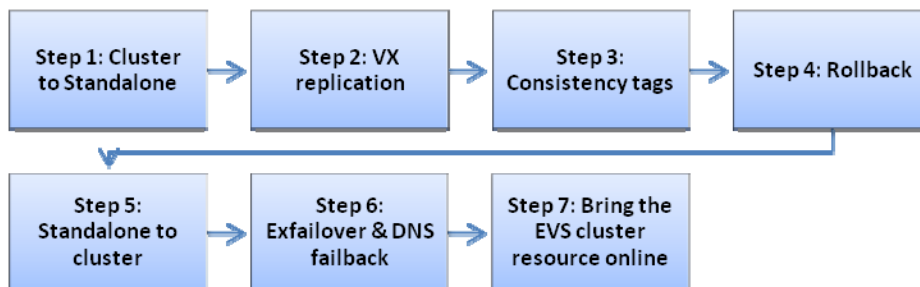 Step 1: Cluster
to Standalone
Step 2: VX
replication
Step 3:
Consistency tags
Step 4: Rollback
Step 5:
Standalone to
cluster
Step 6:
Exfailover & DNS
failback
Step 7: Bring the
EVS cluster
resource online